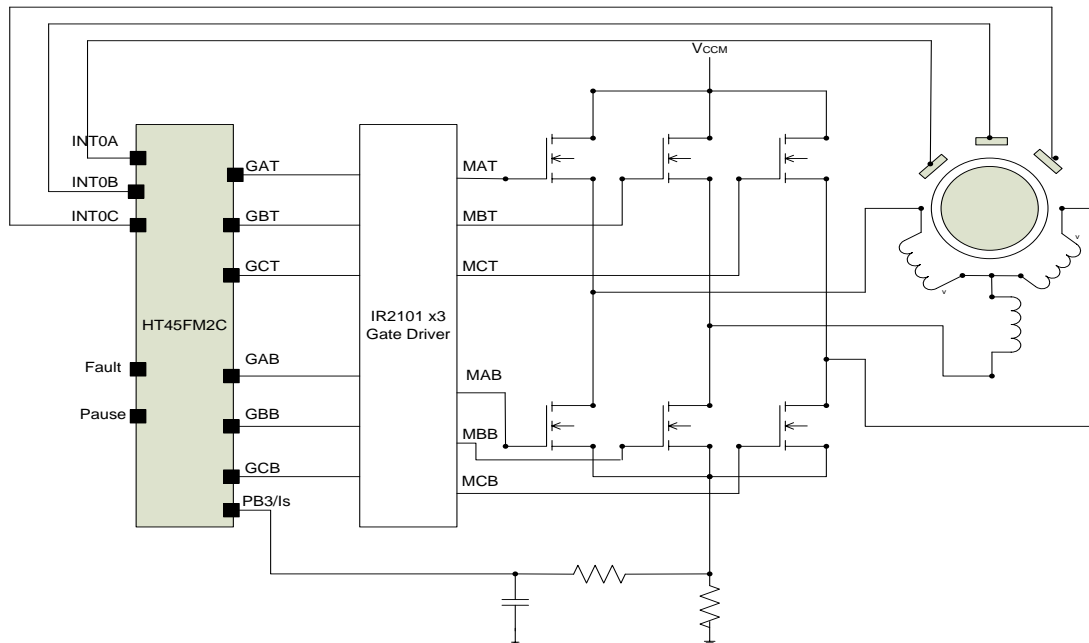 VCCM
INT0A
INT0B
INT0C
GAT
GBT
GCT
HT45FM2C
Fault
Pause
GAB
GBB
GCB
PB3/Is
IR2101 x3
Gate Driver
MAT
MBT
MCT
MAB
MBB
MCB
v
v